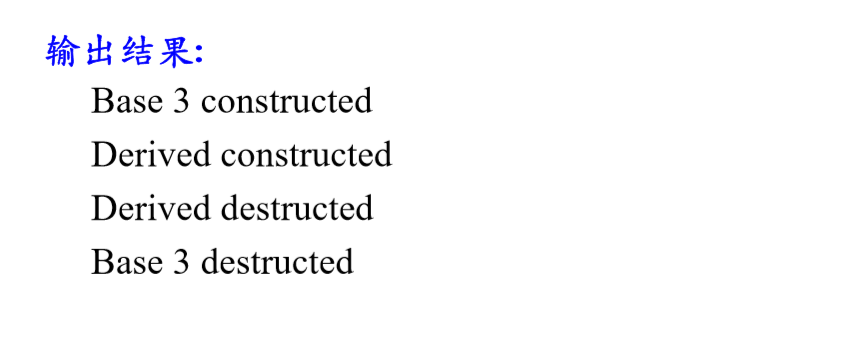 输出结果:
Base 3 constructed
Derived constructed
Derived destructed
Base 3 destructed